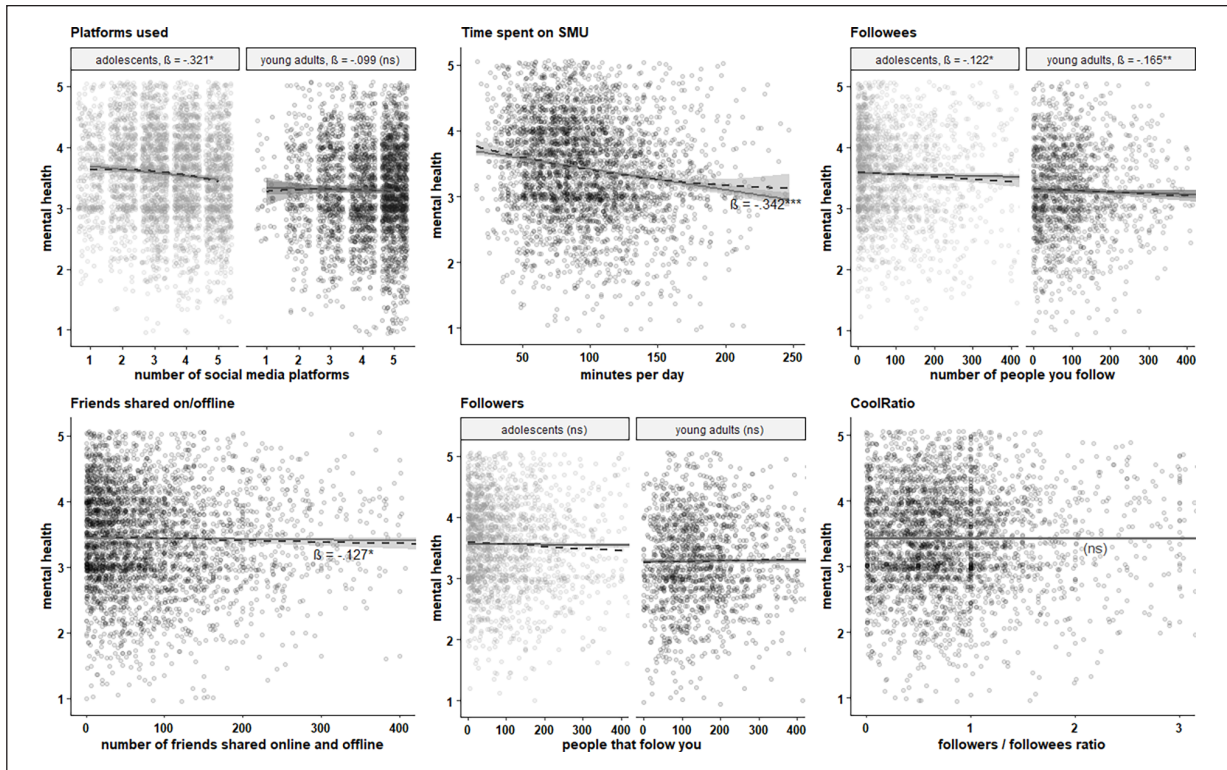 Platforms used
adolescents, ß = -.321*
young adults, ß = -.099 (ns)
mental health
5
4
3
2
1
1 2 3 4 5
1 2 3 4 5
number of social media platforms
Time spent on SMU
mental health
5
4
3
2
1
ß = -.342***
50 100 150 200 250
minutes per day
Followees
adolescents, ß = -.122*
young adults, ß = -.165**
mental health
5
4
3
2
1
0 100 200 300 400
0 100 200 300 400
number of people you follow
Friends shared on/offline
mental health
5
4
3
2
1
ß = -.127*
0 100 200 300 400
number of friends shared online and offline
Followers
adolescents (ns)
young adults (ns)
mental health
5
4
3
2
1
0 100 200 300 400
0 100 200 300 400
people that folow you
CoolRatio
mental health
5
4
3
2
1
(ns)
0 1 2 3
followers / followees ratio